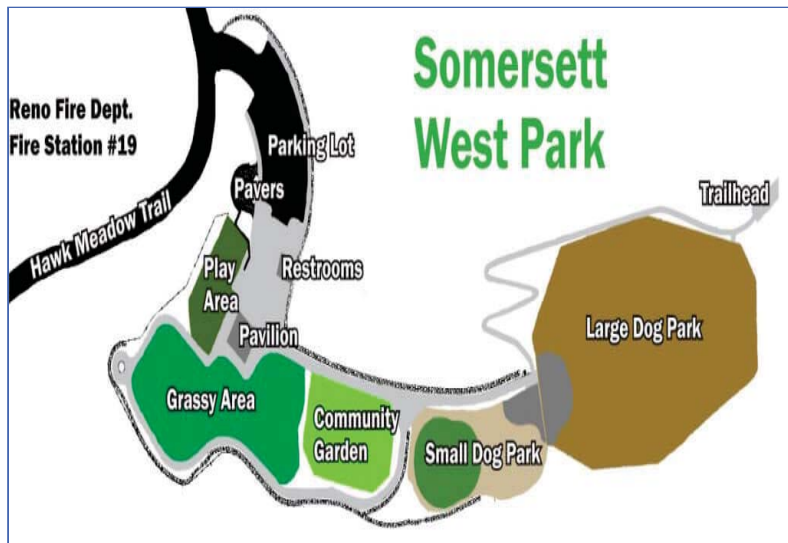 Somersett
West Park
Reno Fire Dept.
Fire Station #19
Parking Lot
Pavers
Trailhead
Hawk Meadow Trail
Play
Area
Restrooms
Pavilion
Large Dog Park
Grassy Area
Community
Garden
Small Dog Park